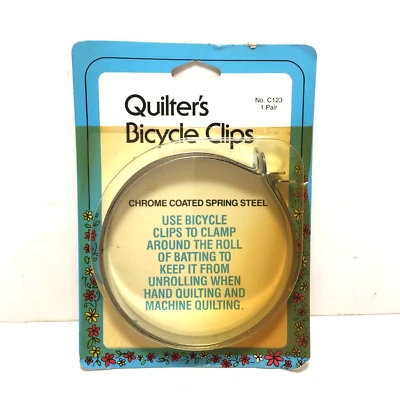 Quilter's
Bicycle Clips
No. C123
1 Pair
CHROME COATED SPRING STEEL
USE BICYCLE
CLIPS TO CLAMP
AROUND THE ROLL
OF BATTING TO
KEEP IT FROM
UNROLLING WHEN
HAND QUILTING AND
MACHINE QUILTING.